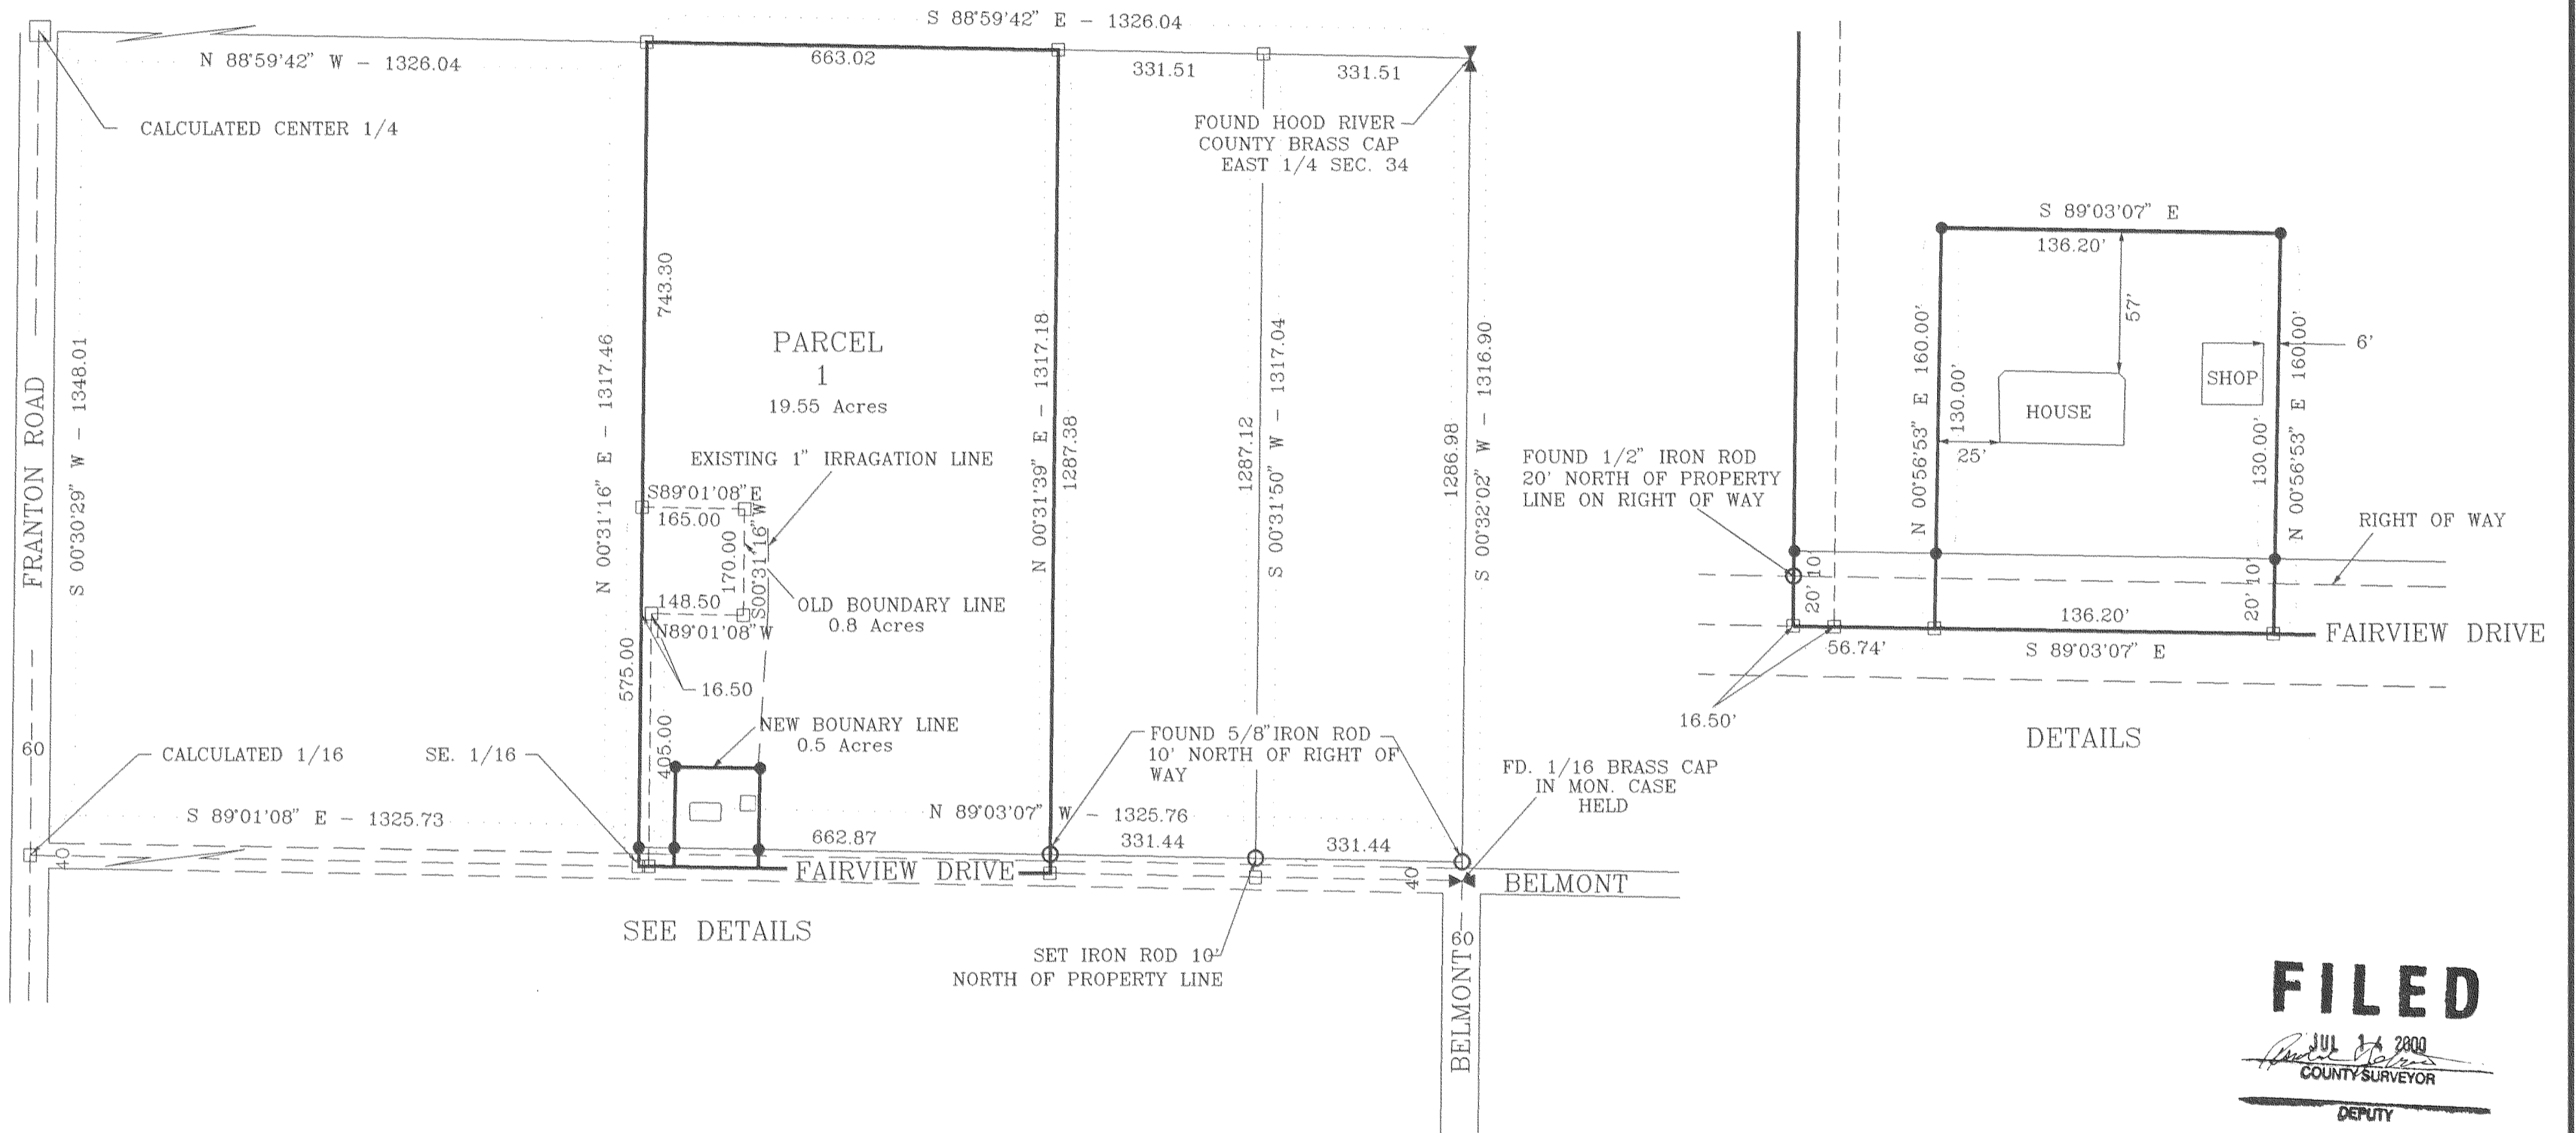 S 88°59'42" E - 1326.04
N 88°59'42" W - 1326.04
663.02
331.51
331.51
CALCULATED CENTER 1/4
FOUND HOOD RIVER
COUNTY BRASS CAP
EAST 1/4 SEC. 34
FRANTON ROAD
S 00°30'29" W - 1348.01
N 00°31'16" E - 1317.46
743.30
PARCEL
1
19.55 Acres
N 00°31'39" E - 1317.18
1287.38
1287.12
S 00°31'50" W - 1317.04
1286.98
S 00°32'02" W - 1316.90
EXISTING 1" IRRAGATION LINE
S89°01'08"E
165.00
170.00
S00°31'16"W
148.50
N89°01'08"W
OLD BOUNDARY LINE
0.8 Acres
575.00
16.50
405.00
NEW BOUNARY LINE
0.5 Acres
60
CALCULATED 1/16
SE. 1/16
S 89°01'08" E - 1325.73
40
N 89°03'07" W - 1325.76
662.87
331.44
331.44
FOUND 5/8"IRON ROD
10' NORTH OF RIGHT OF
WAY
FD. 1/16 BRASS CAP
IN MON. CASE
HELD
FAIRVIEW DRIVE
40
BELMONT
SEE DETAILS
SET IRON ROD 10'
NORTH OF PROPERTY LINE
60
BELMONT
S 89°03'07" E
136.20'
57'
N 00°56'53" E 160.00'
130.00'
25'
HOUSE
SHOP
6'
N 00°56'53" E 160.00'
130.00'
FOUND 1/2" IRON ROD
20' NORTH OF PROPERTY
LINE ON RIGHT OF WAY
RIGHT OF WAY
20' 10'
20' 10'
136.20'
FAIRVIEW DRIVE
56.74'
S 89°03'07" E
16.50'
DETAILS
FILED
JUL 14 2000
COUNTY SURVEYOR
DEPUTY